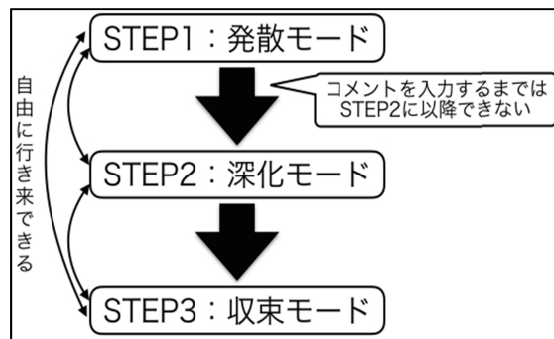 STEP1：発散モード
コメントを入力するまでは
STEP2に以降できない
自由に行き来できる
STEP2：深化モード
STEP3：収束モード